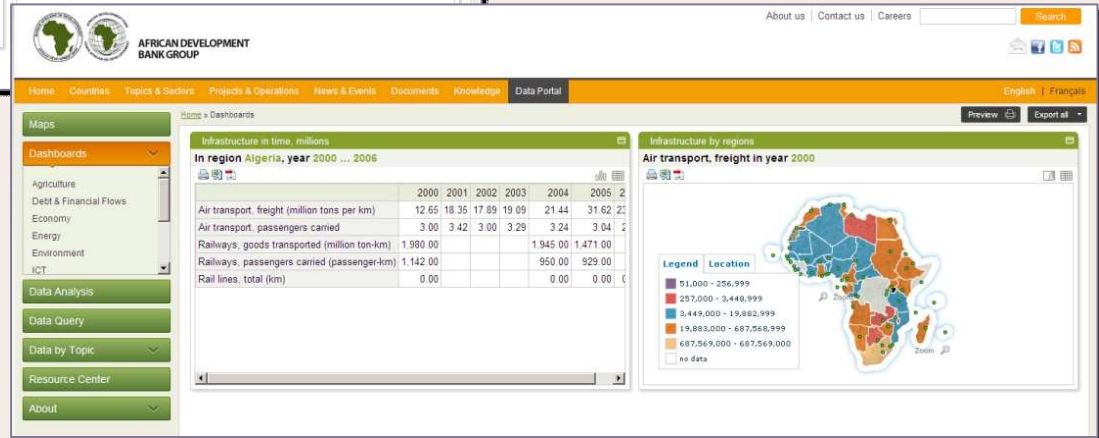 About us | Contact us | Careers
Search
AFRICAN DEVELOPMENT
BANK GROUP
Home Countries Topics & Sectors Projects & Operations News & Events Documents Knowledge Data Portal English | Français
Home » Dashboards
Preview Export all
Maps
Dashboards
Agriculture
Debt & Financial Flows
Economy
Energy
Environment
ICT
Data Analysis
Data Query
Data by Topic
Resource Center
About
Infrastructure in time, millions
In region Algeria, year 2000 ... 2006
2000 2001 2002 2003 2004 2005 2
Air transport, freight (million tons per km) 12.65 18.35 17.89 19.09 21.44 31.62 23
Air transport, passengers carried 3.00 3.42 3.00 3.29 3.24 3.04 2
Railways, goods transported (million ton-km) 1,980.00 1,945.00 1,471.00
Railways, passengers carried (passenger-km) 1,142.00 950.00 929.00
Rail lines, total (km) 0.00 0.00 0.00 0
Infrastructure by regions
Air transport, freight in year 2000
Legend Location
51,000 - 256,999
257,000 - 3,448,999
3,449,000 - 19,882,999
19,883,000 - 687,568,999
687,569,000 - 687,569,000
no data
Zoom
Zoom